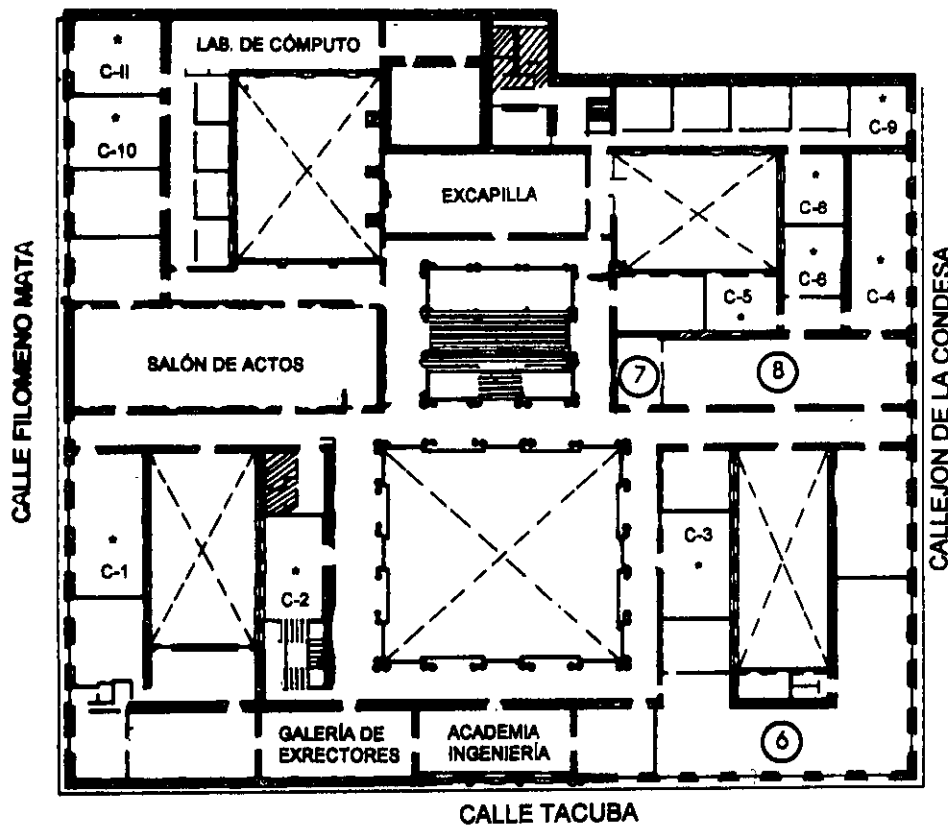 LAB. DE CÓMPUTO
* C-II
* C-10
* C-9
EXCAPILLA
* C-8
* C-6
* C-4
C-5 *
CALLE FILOMENO MATA
SALÓN DE ACTOS
7
8
CALLEJON DE LA CONDESA
* C-1
* C-2
C-3 *
GALERÍA DE
EXRECTORES
ACADEMIA
INGENIERÍA
6
CALLE TACUBA